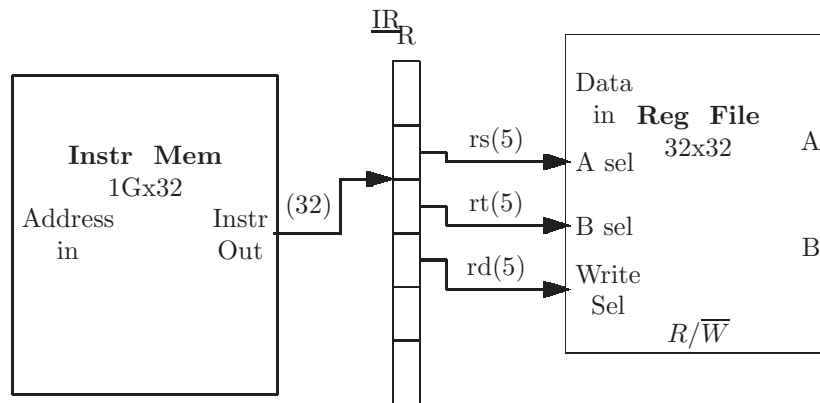 IR
R
Instr Mem
1Gx32
Address
in
Instr
Out
(32)
rs(5)
rt(5)
rd(5)
Data
in
Reg File
32x32
A sel
B sel
Write
Sel
R/W̅
A
B